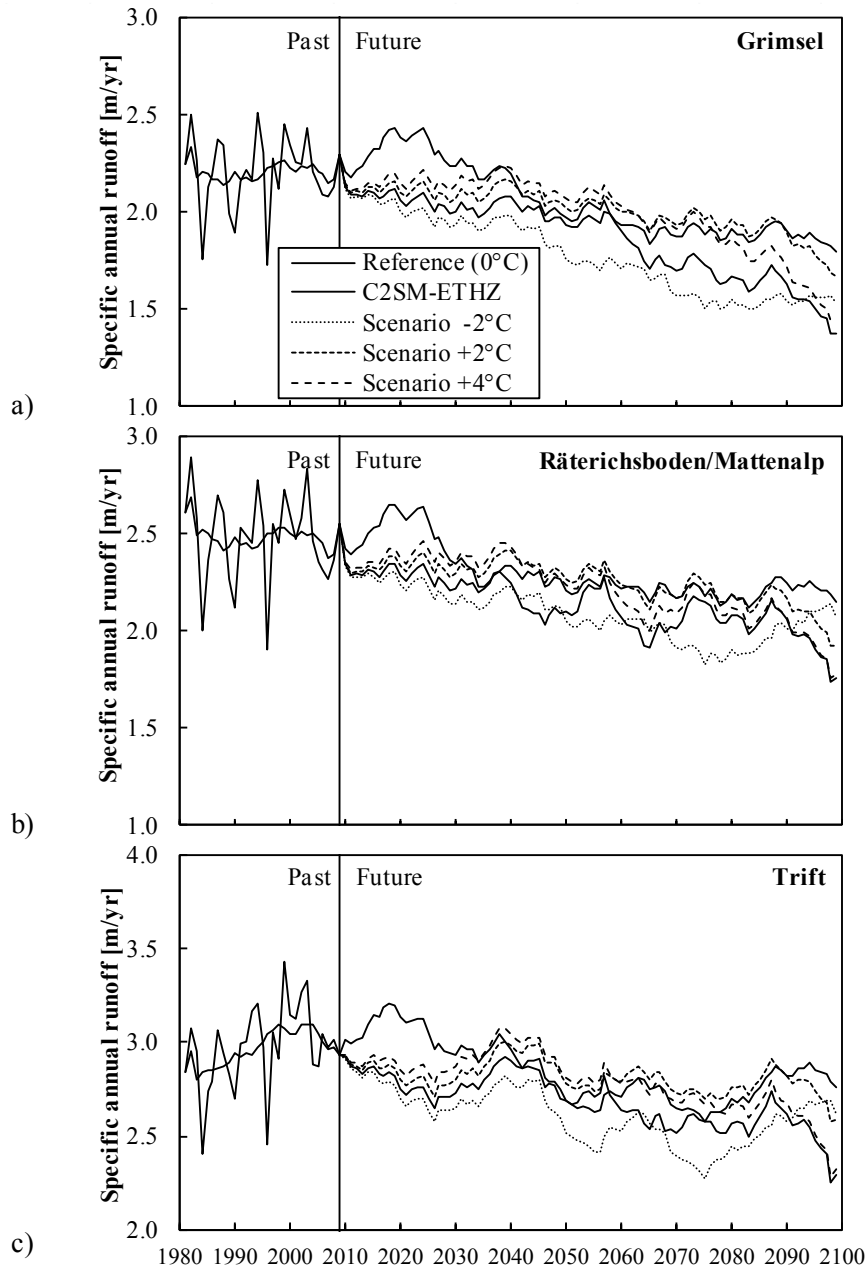 3.0
Past
Future
Grimsel
2.5
2.0
1.5
1.0
Specific annual runoff [m/yr]
Reference (0°C)
C2SM-ETHZ
Scenario -2°C
Scenario +2°C
Scenario +4°C
a)
3.0
Past
Future
Räterichsboden/Mattenalp
2.5
2.0
1.5
1.0
Specific annual runoff [m/yr]
b)
4.0
Past
Future
Trift
3.5
3.0
2.5
2.0
Specific annual runoff [m/yr]
c)
1980 1990 2000 2010 2020 2030 2040 2050 2060 2070 2080 2090 2100